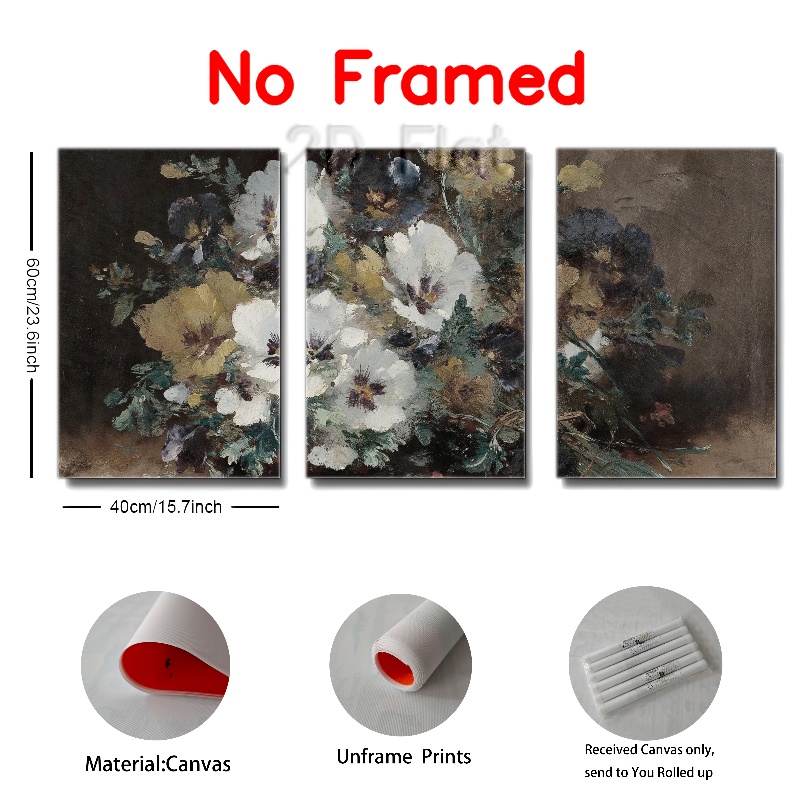 No Framed
2D Flat
60cm/23.6inch
40cm/15.7inch
Material:Canvas
Unframe Prints
Received Canvas only,
send to You Rolled up